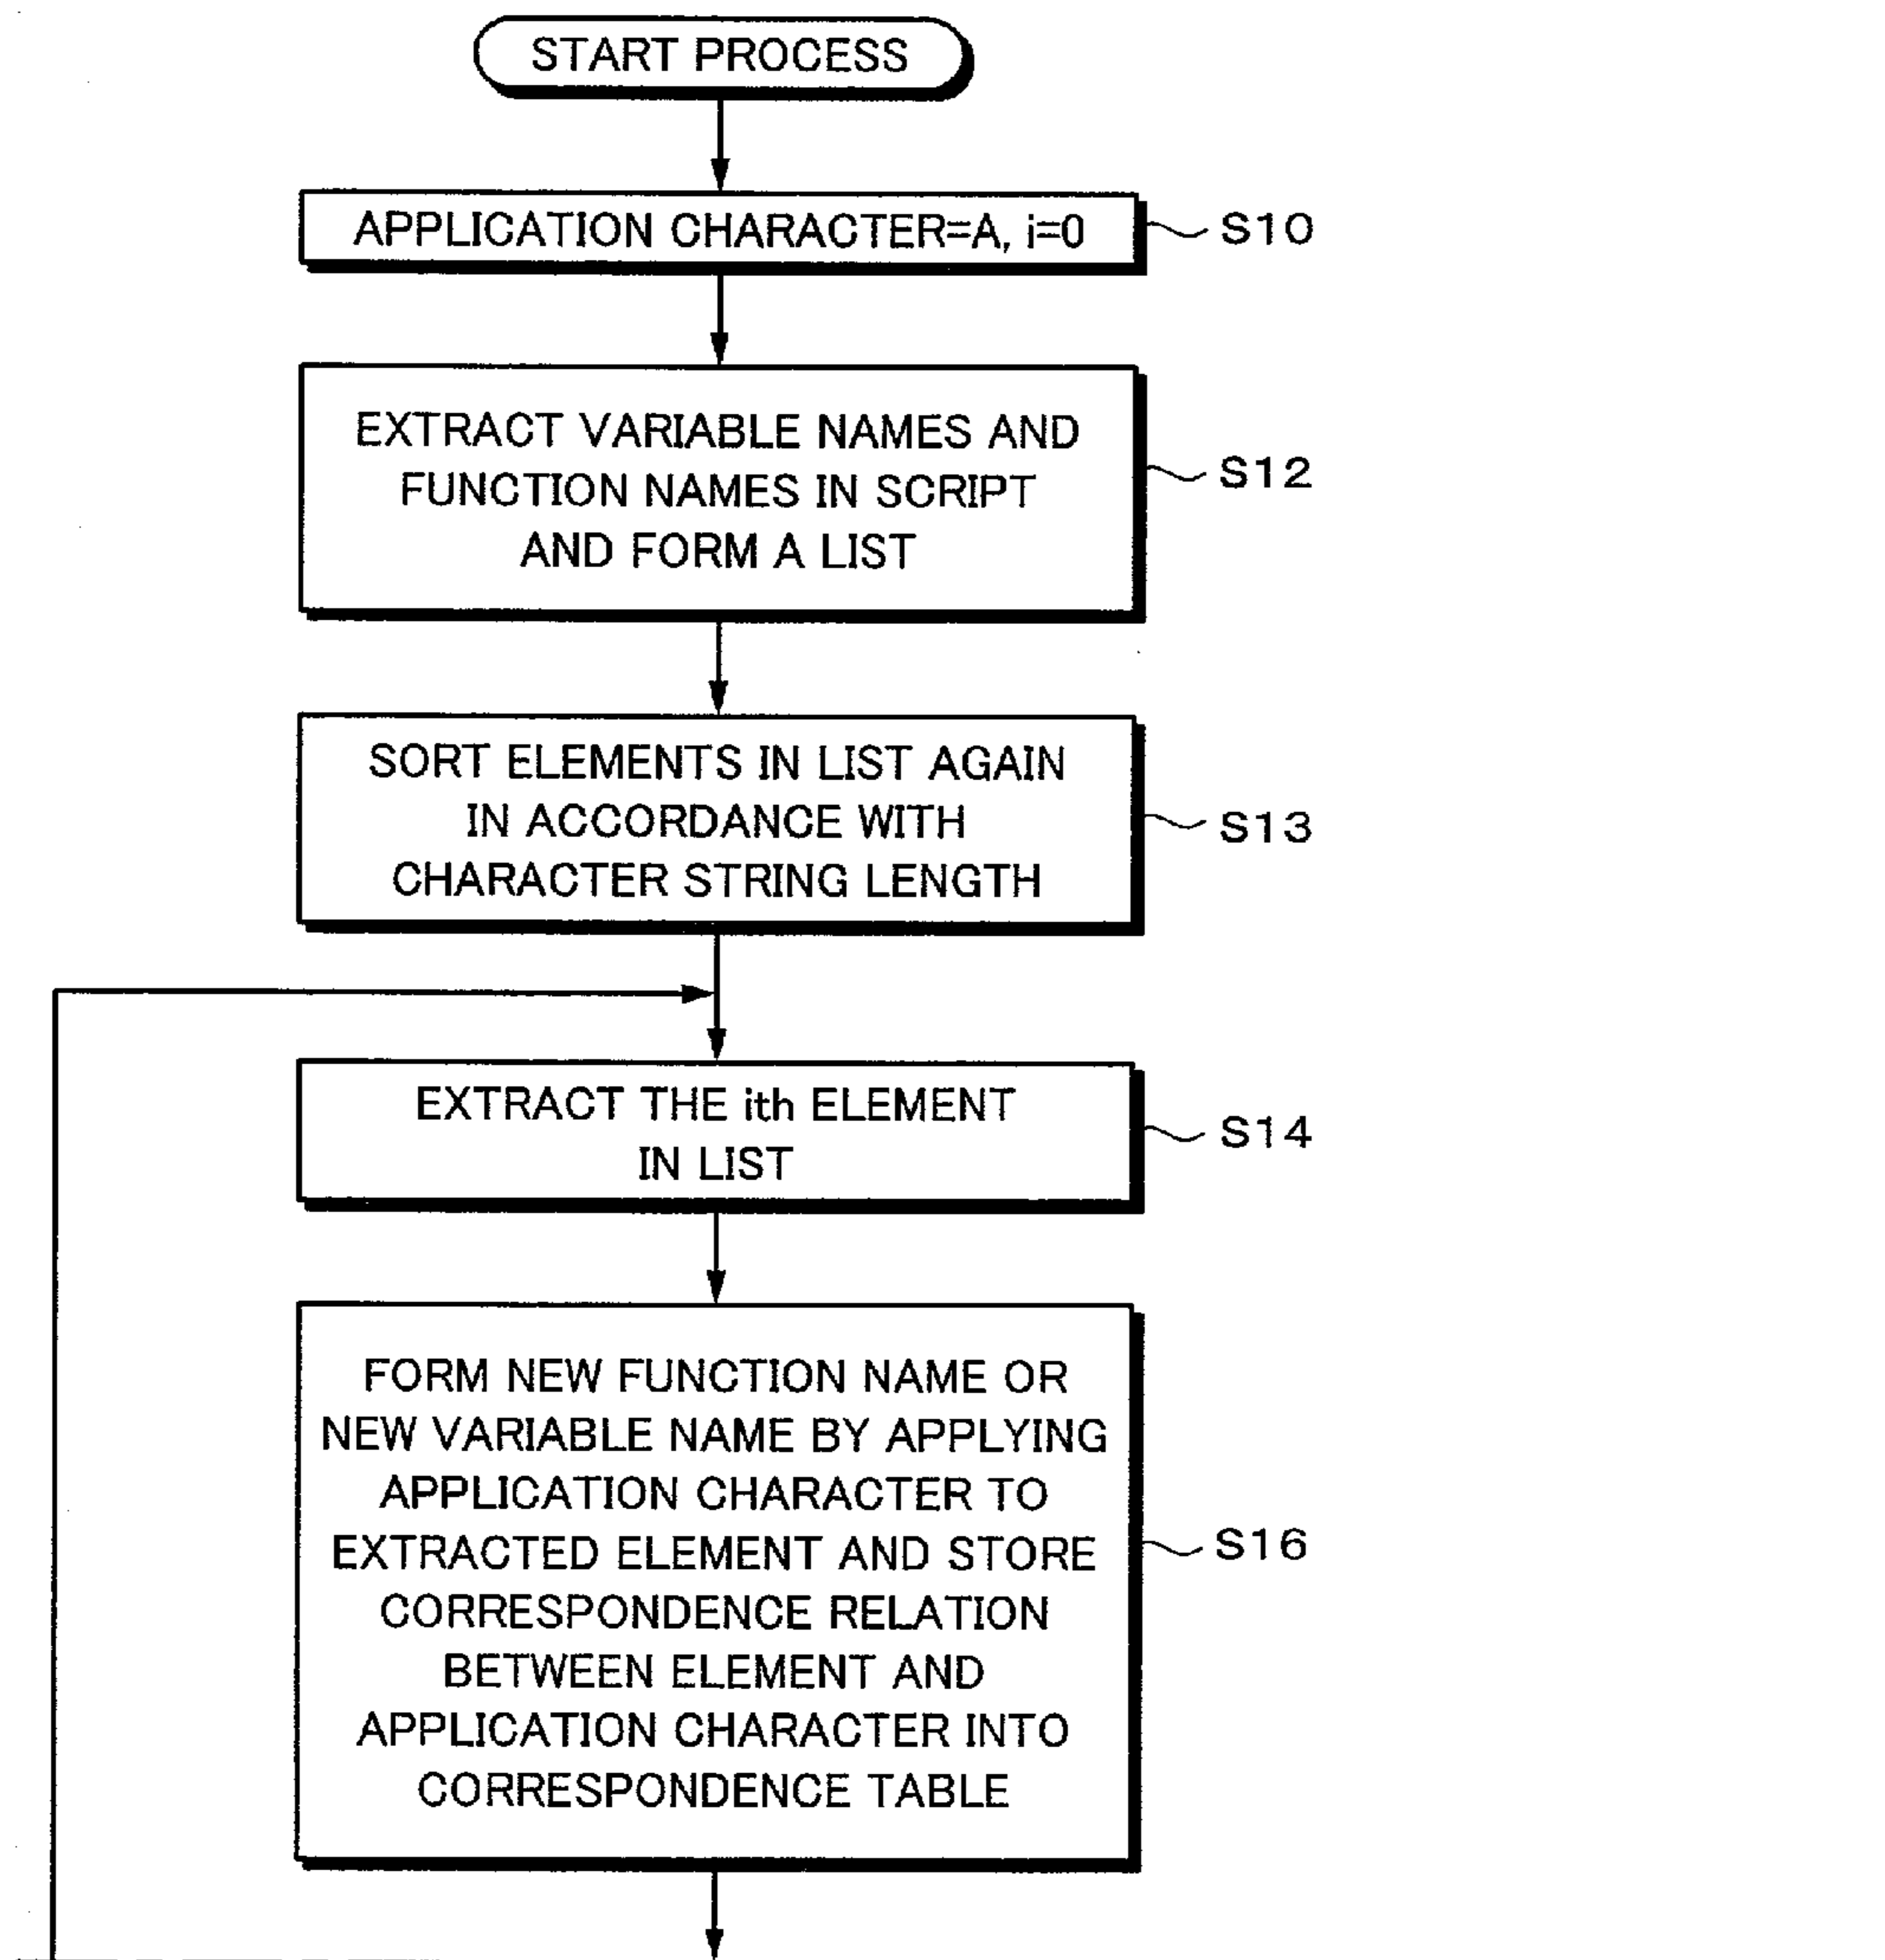 START PROCESS
APPLICATION CHARACTER=A, i=0
S10
EXTRACT VARIABLE NAMES AND
FUNCTION NAMES IN SCRIPT
AND FORM A LIST
S12
SORT ELEMENTS IN LIST AGAIN
IN ACCORDANCE WITH
CHARACTER STRING LENGTH
S13
EXTRACT THE ith ELEMENT
IN LIST
S14
FORM NEW FUNCTION NAME OR
NEW VARIABLE NAME BY APPLYING
APPLICATION CHARACTER TO
EXTRACTED ELEMENT AND STORE
CORRESPONDENCE RELATION
BETWEEN ELEMENT AND
APPLICATION CHARACTER INTO
CORRESPONDENCE TABLE
S16